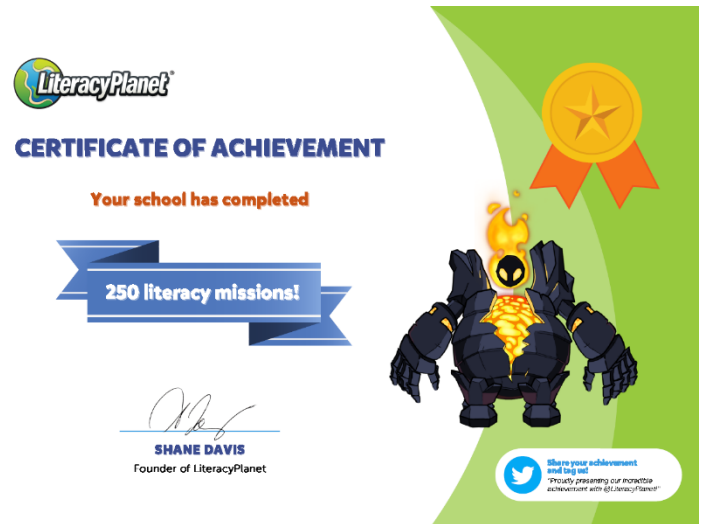 LiteracyPlanet
CERTIFICATE OF ACHIEVEMENT
Your school has completed
250 literacy missions!
SHANE DAVIS
Founder of LiteracyPlanet
Share your achievement
and tag us!
"Proudly presenting our incredible
achievement with @LiteracyPlanet!"